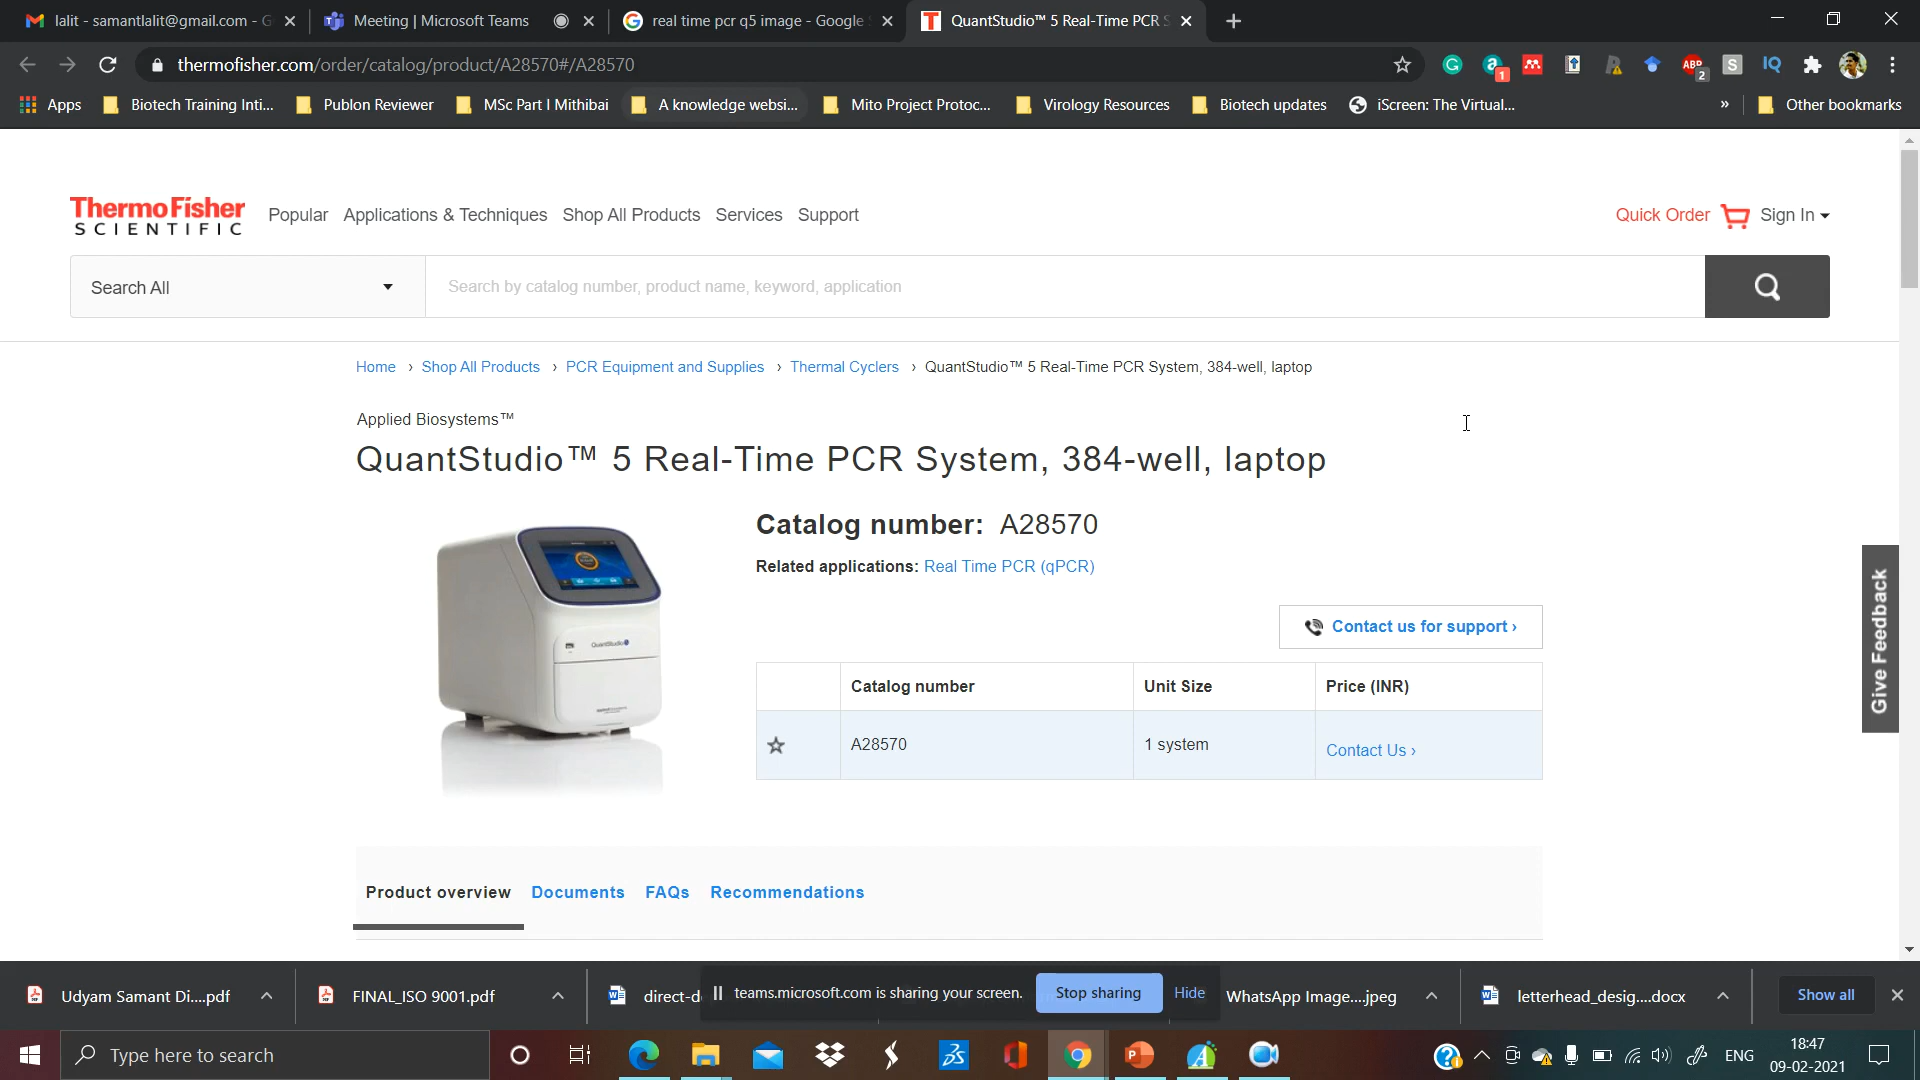 lalit - samantlalit@gmail.com - G
Meeting | Microsoft Teams
real time pcr q5 image - Google
QuantStudio™ 5 Real-Time PCR S
thermofisher.com/order/catalog/product/A28570#/A28570
1
ABP
2
S
IQ
Apps
Biotech Training Inti...
Publon Reviewer
MSc Part I Mithibai
A knowledge websi...
Mito Project Protoc...
Virology Resources
Biotech updates
iScreen: The Virtual...
»
Other bookmarks
ThermoFisher
SCIENTIFIC
Popular
Applications & Techniques
Shop All Products
Services
Support
Quick Order
Sign In
Search All
Search by catalog number, product name, keyword, application
Home › Shop All Products › PCR Equipment and Supplies › Thermal Cyclers › QuantStudio™ 5 Real-Time PCR System, 384-well, laptop
Applied Biosystems™
QuantStudio™ 5 Real-Time PCR System, 384-well, laptop
QuantStudio
Catalog number: A28570
Related applications: Real Time PCR (qPCR)
Contact us for support ›
Catalog number
Unit Size
Price (INR)
A28570
1 system
Contact Us ›
Give Feedback
Product overview
Documents
FAQs
Recommendations
Udyam Samant Di....pdf
FINAL_ISO 9001.pdf
direct-d
teams.microsoft.com is sharing your screen.
Stop sharing
Hide
WhatsApp Image....jpeg
letterhead_desig....docx
Show all
Type here to search
ENG
18:47
09-02-2021